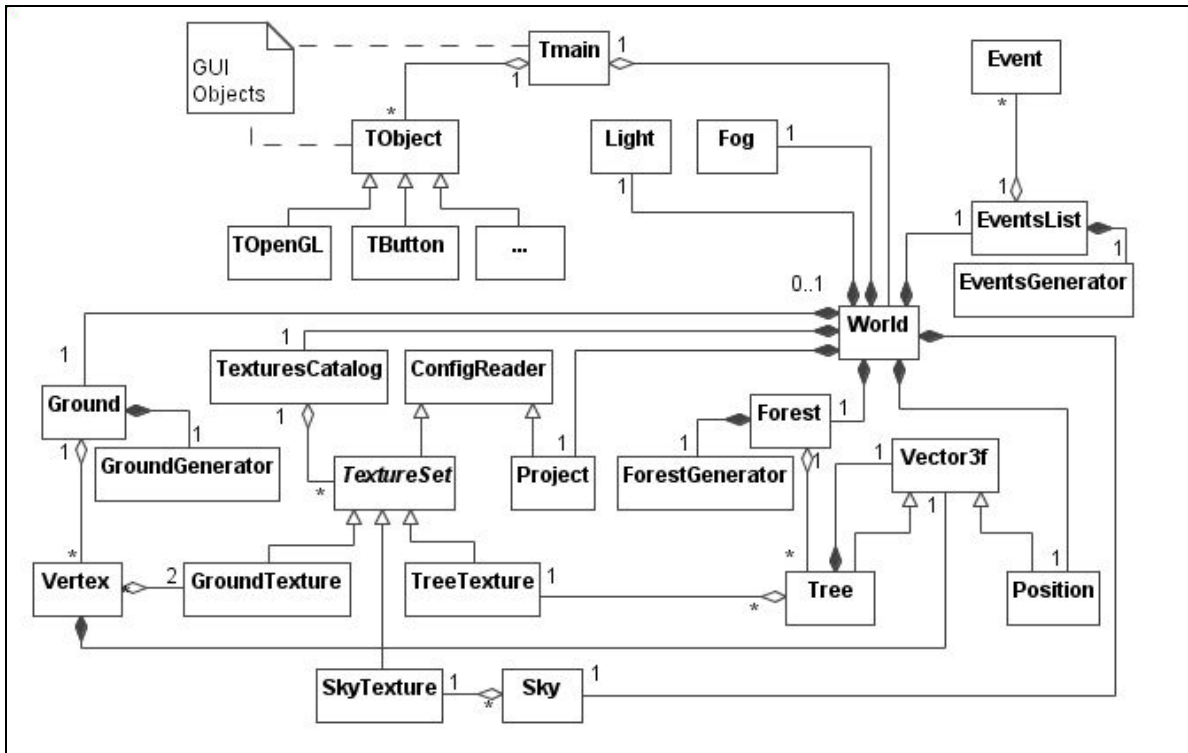 GUI
Objects
Tmain
1
1
*
TObject
TOpenGL
TButton
...
Light
1
Fog
1
Event
*
1
EventsList
1
1
EventsGenerator
0..1
World
1
Ground
1
1
GroundGenerator
1
TexturesCatalog
1
*
ConfigReader
TextureSet
1
Project
Forest
1
1
1
ForestGenerator
1
Vector3f
1
*
Vertex
2
GroundTexture
TreeTexture
1
*
*
Tree
1
Position
SkyTexture
1
*
Sky
1